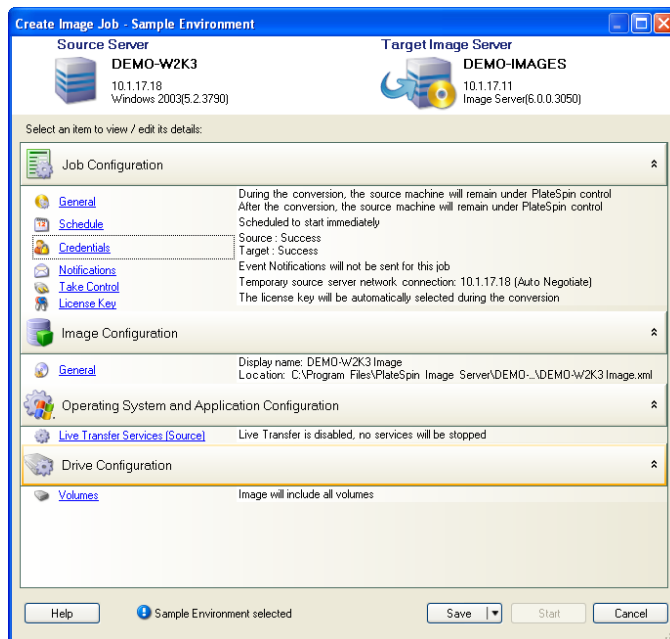 Create Image Job - Sample Environment
Source Server
DEMO-W2K3
10.1.17.18
Windows 2003(5.2.3790)
Target Image Server
DEMO-IMAGES
10.1.17.11
Image Server(6.0.0.3050)
Select an item to view / edit its details:
Job Configuration
General
During the conversion, the source machine will remain under PlateSpin control
After the conversion, the source machine will remain under PlateSpin control
Schedule
Scheduled to start immediately
Credentials
Source : Success
Target : Success
Notifications
Event Notifications will not be sent for this job
Take Control
Temporary source server network connection: 10.1.17.18 (Auto Negotiate)
License Key
The license key will be automatically selected during the conversion
Image Configuration
General
Display name: DEMO-W2K3 Image
Location: C:\Program Files\PlateSpin Image Server\DEMO-...\DEMO-W2K3 Image.xml
Operating System and Application Configuration
Live Transfer Services (Source)
Live Transfer is disabled, no services will be stopped
Drive Configuration
Volumes
Image will include all volumes
Help
Sample Environment selected
Save
Start
Cancel